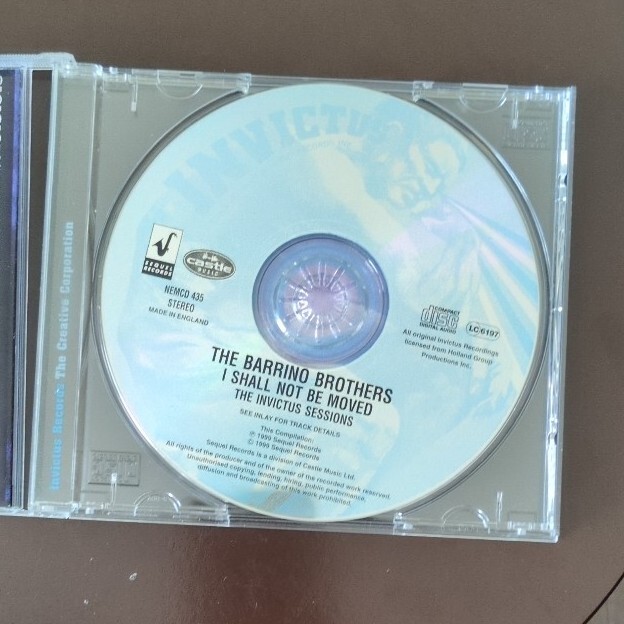 Invictus Records The Creative Corporation
INVICTUS
SEQUEL
RECORDS
castle
MUSIC
NEMCD 435
STEREO
MADE IN ENGLAND
COMPACT
disc
DIGITAL AUDIO
LC 6197
All original Invictus Recordings
licensed from Holland Group
Productions Inc.
THE BARRINO BROTHERS
I SHALL NOT BE MOVED
THE INVICTUS SESSIONS
SEE INLAY FOR TRACK DETAILS
This Compilation:
℗ 1999 Sequel Records
© 1999 Sequel Records
Sequel Records is a division of Castle Music Ltd.
All rights of the producer and of the owner of the recorded work reserved.
Unauthorised copying, lending, hiring, public performance,
diffusion and broadcasting of this work prohibited.